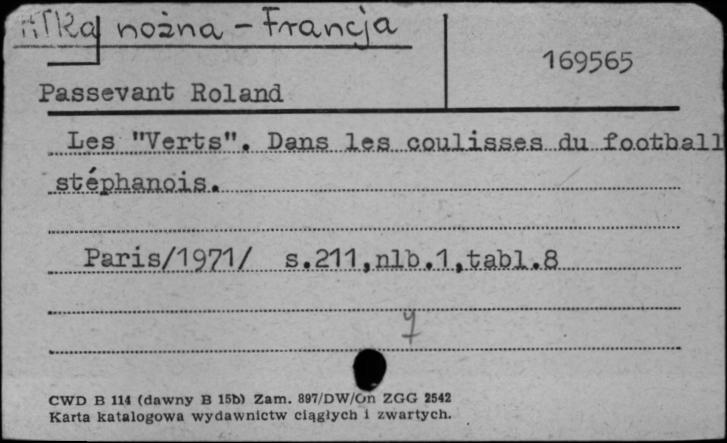 nożna - Francja
169565
Passevant Roland
Les "Verts". Dans les coulisses du football
stéphanois.
Paris/1971/ s.211,nlb.1,tabl.8
CWD B 114 (dawny B 15b) Zam. 897/DW/On ZGG 2542
Karta katalogowa wydawnictw ciągłych i zwartych.